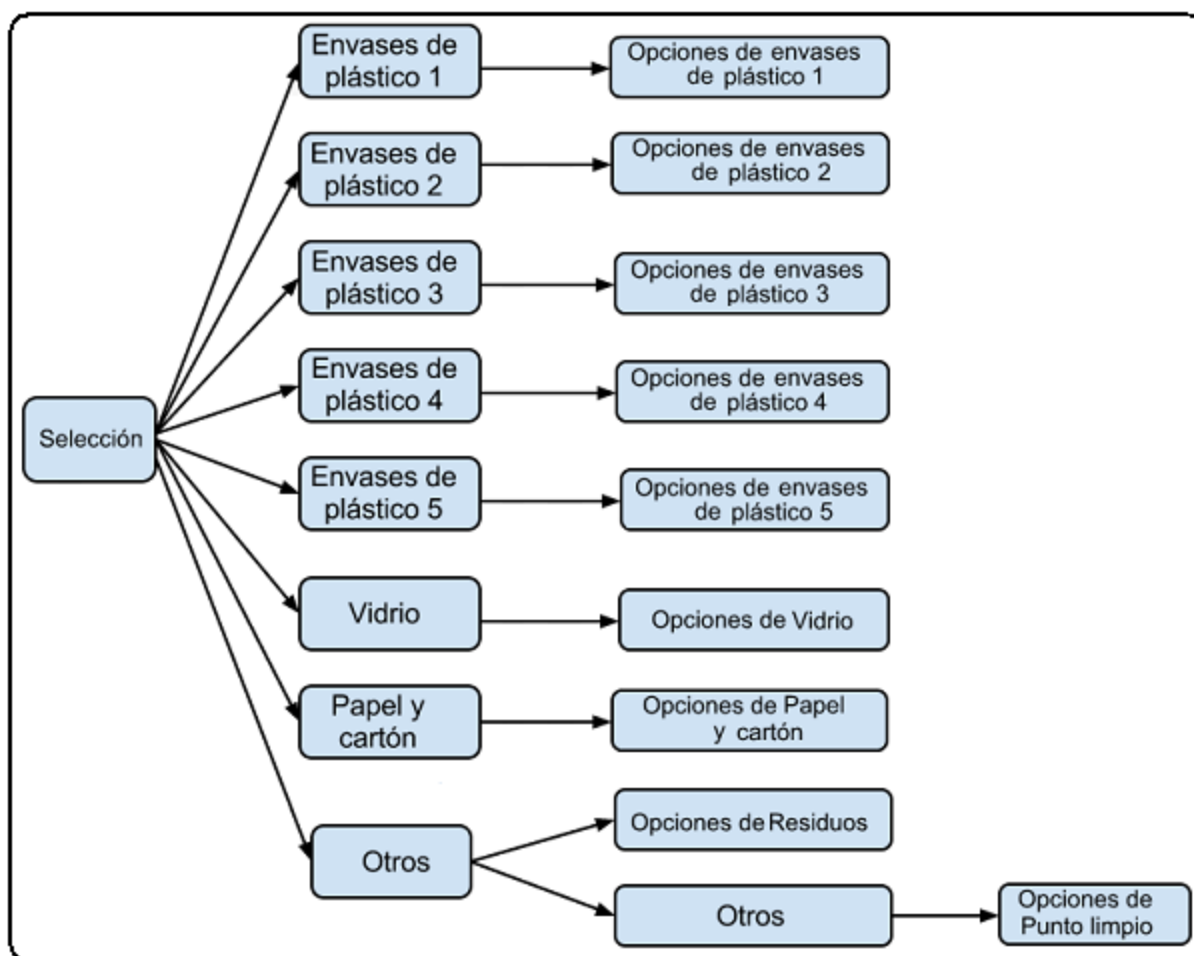 Envases de
plástico 1
Opciones de envases
de plástico 1
Envases de
plástico 2
Opciones de envases
de plástico 2
Envases de
plástico 3
Opciones de envases
de plástico 3
Envases de
plástico 4
Opciones de envases
de plástico 4
Selección
Envases de
plástico 5
Opciones de envases
de plástico 5
Vidrio
Opciones de Vidrio
Papel y
cartón
Opciones de Papel
y cartón
Otros
Opciones de Residuos
Otros
Opciones de
Punto limpio